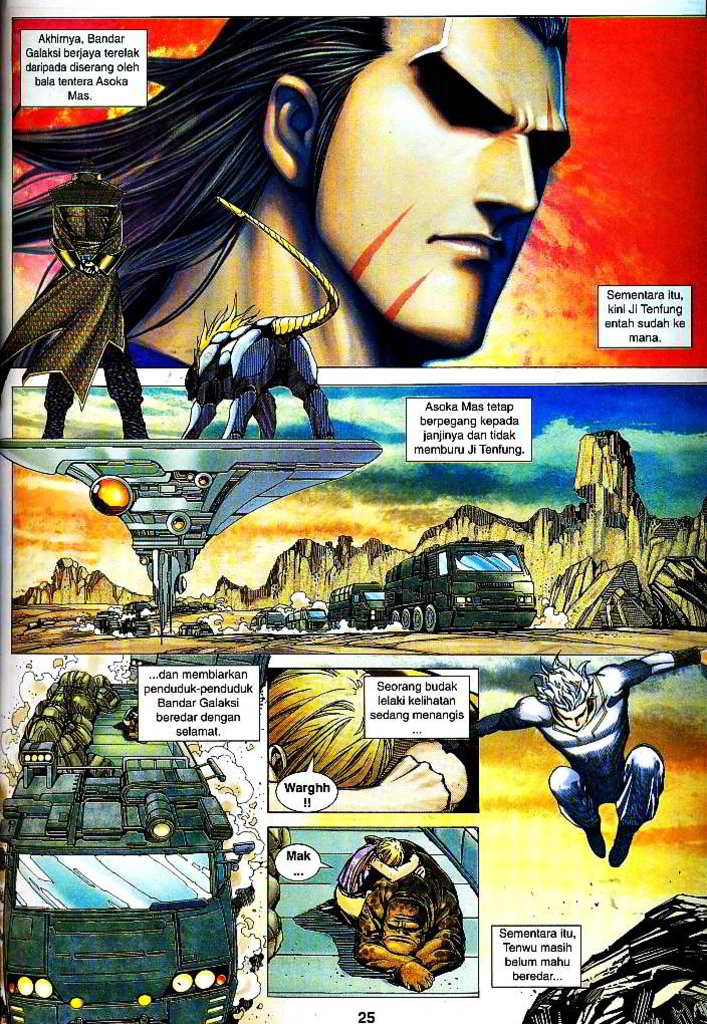 Akhirnya, Bandar
Galaksi berjaya terelak
daripada diserang oleh
bala tentera Asoka
Mas.
Sementara itu,
kini Ji Tenfung
entah sudah ke
mana.
Asoka Mas tetap
berpegang kepada
janjinya dan tidak
memburu Ji Tenfung.
...dan membiarkan
penduduk-penduduk
Bandar Galaksi
beredar dengan
selamat.
Seorang budak
lelaki kelihatan
sedang menangis
...
Warghh
!!
Mak
...
Sementara itu,
Tenwu masih
belum mahu
beredar...
25